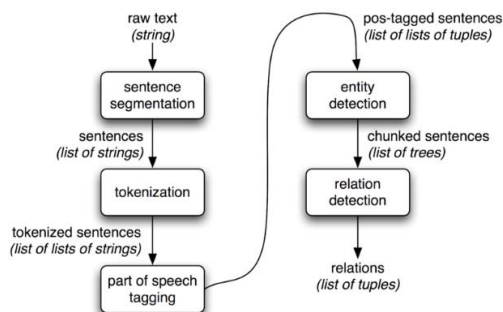 raw text
(string)
sentence
segmentation
sentences
(list of strings)
tokenization
tokenized sentences
(list of lists of strings)
part of speech
tagging
pos-tagged sentences
(list of lists of tuples)
entity
detection
chunked sentences
(list of trees)
relation
detection
relations
(list of tuples)